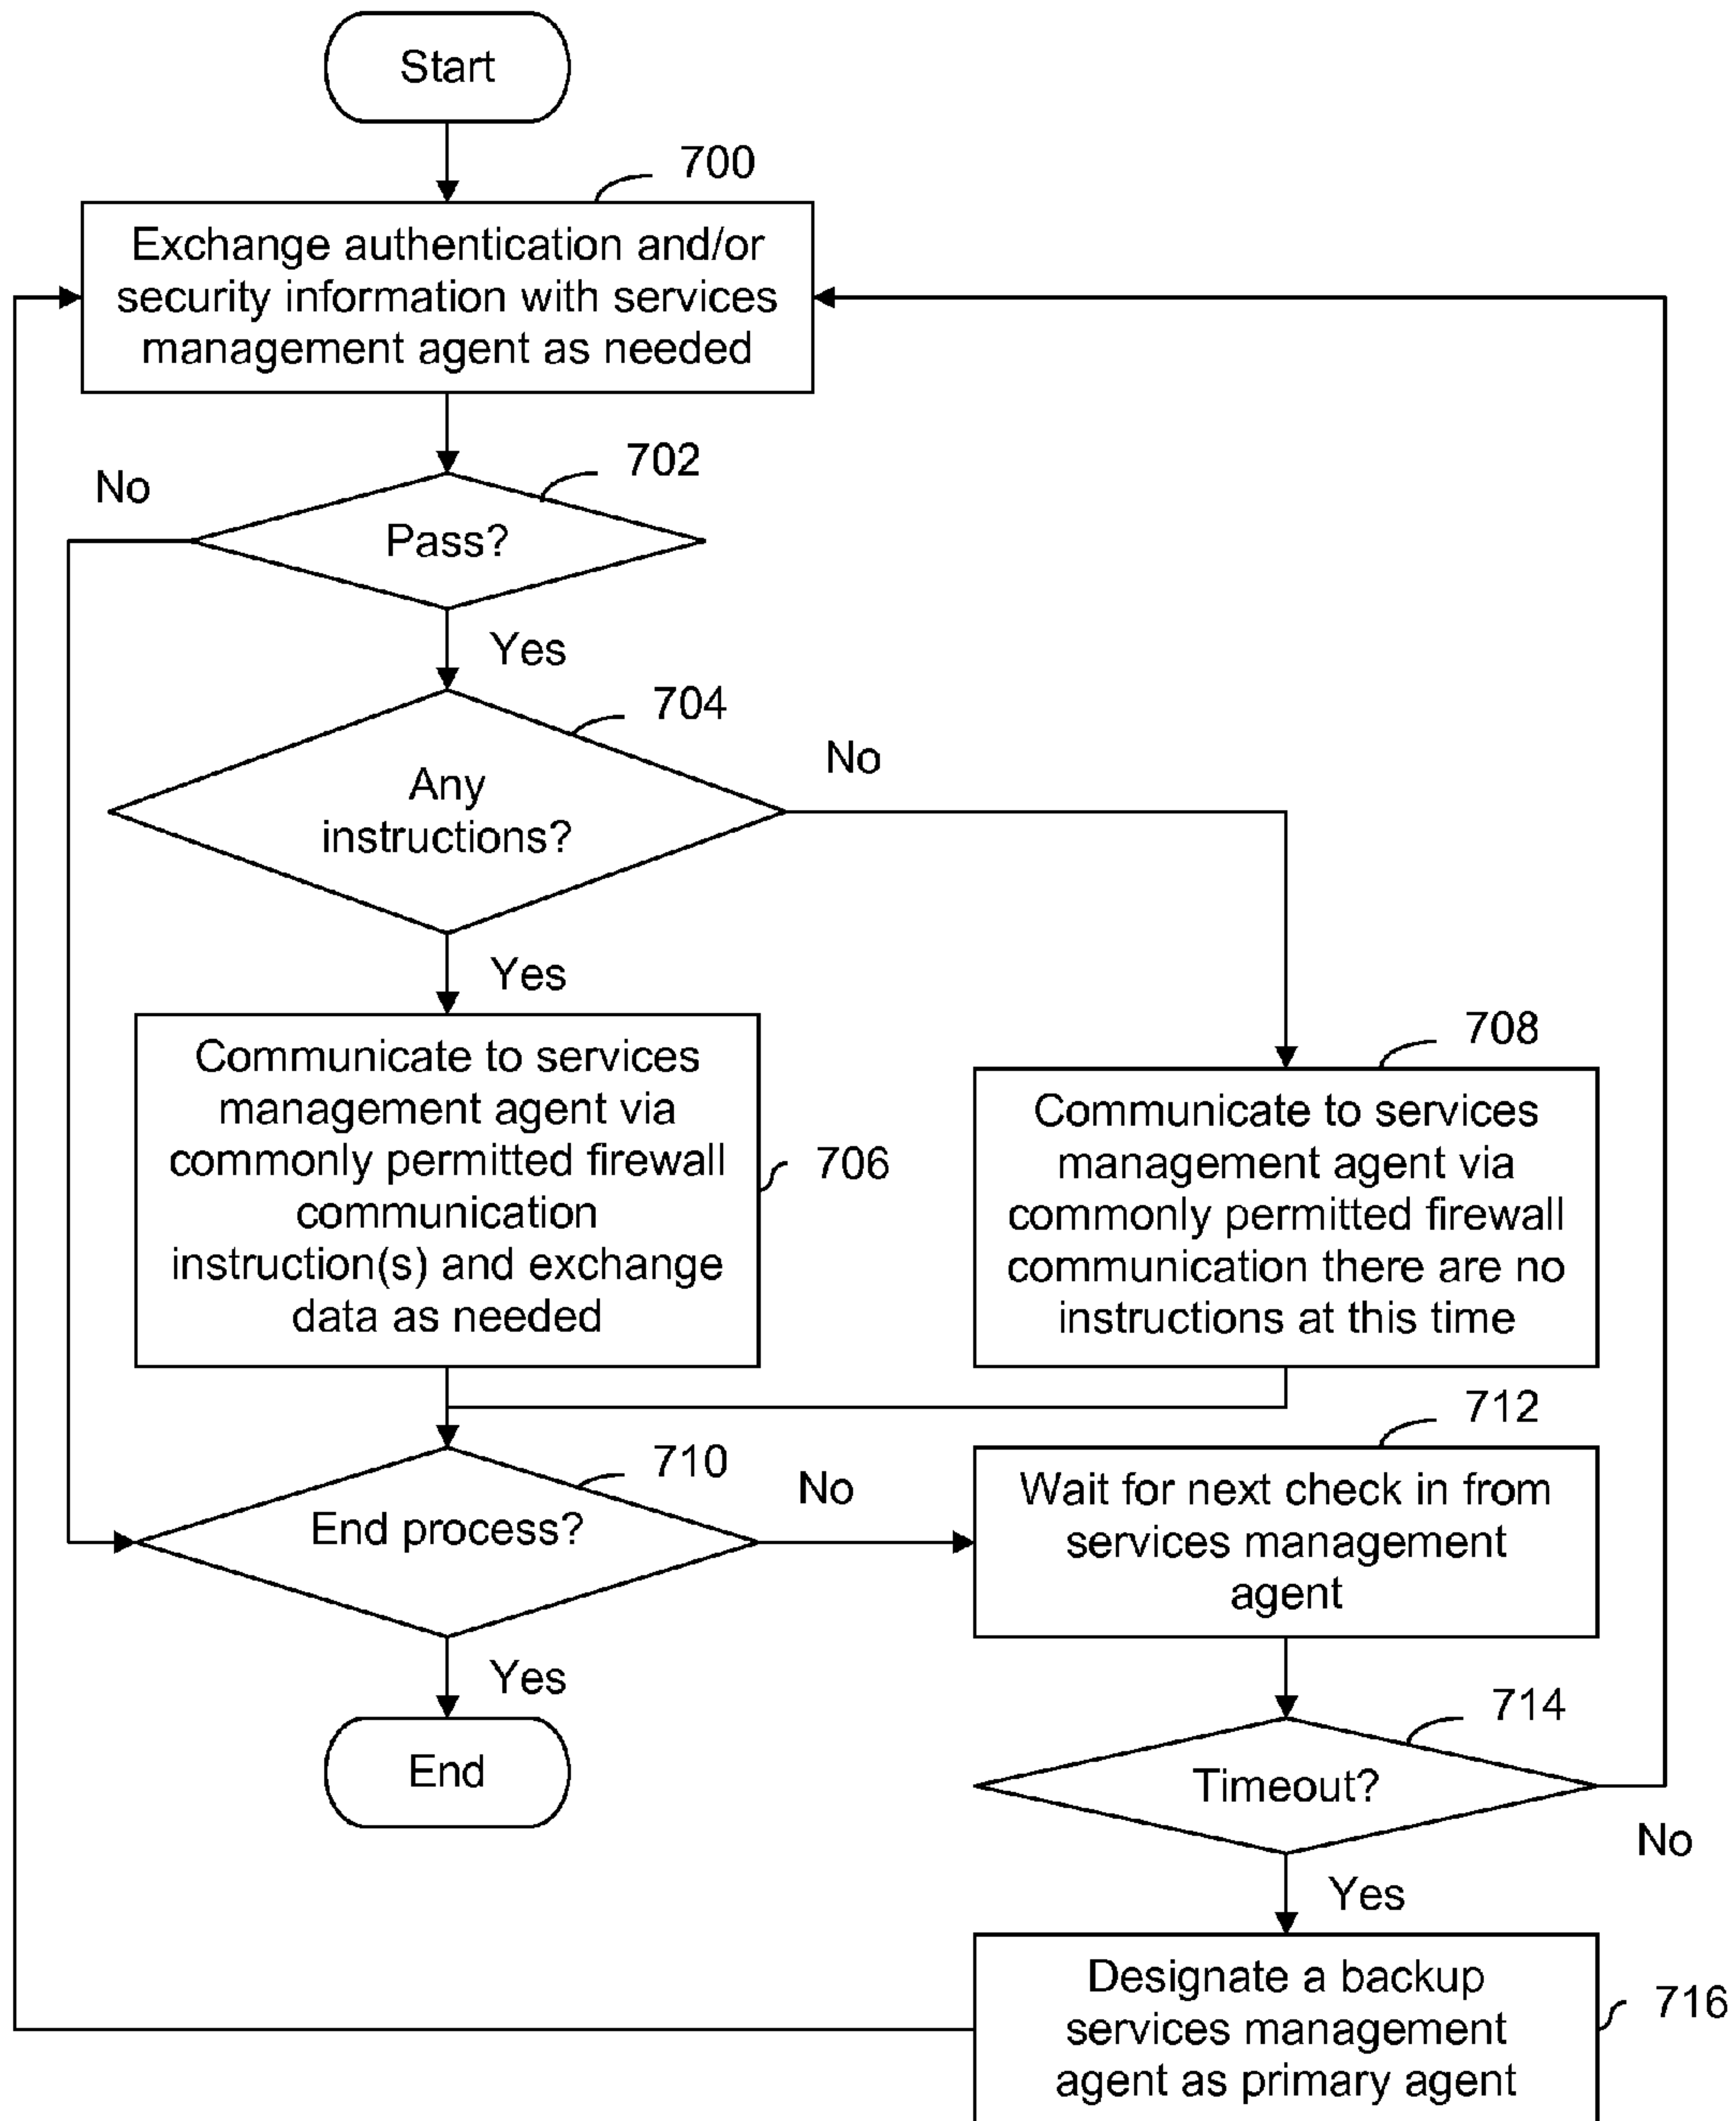 Start
700
Exchange authentication and/or
security information with services
management agent as needed
702
No
Pass?
Yes
704
No
Any
instructions?
Yes
Communicate to services
management agent via
commonly permitted firewall
communication
instruction(s) and exchange
data as needed
706
708
Communicate to services
management agent via
commonly permitted firewall
communication there are no
instructions at this time
710
End process?
No
Yes
End
712
Wait for next check in from
services management
agent
714
Timeout?
No
Yes
Designate a backup
services management
agent as primary agent
716